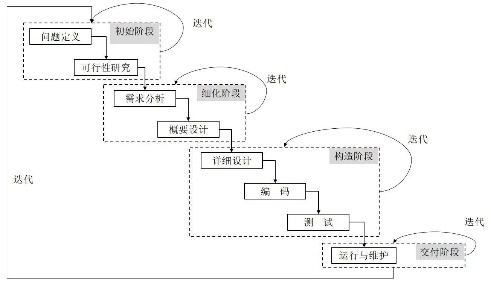 迭代
问题定义
初始阶段
可行性研究
迭代
需求分析
细化阶段
概要设计
迭代
详细设计
构造阶段
迭代
编 码
测 试
迭代
运行与维护
交付阶段